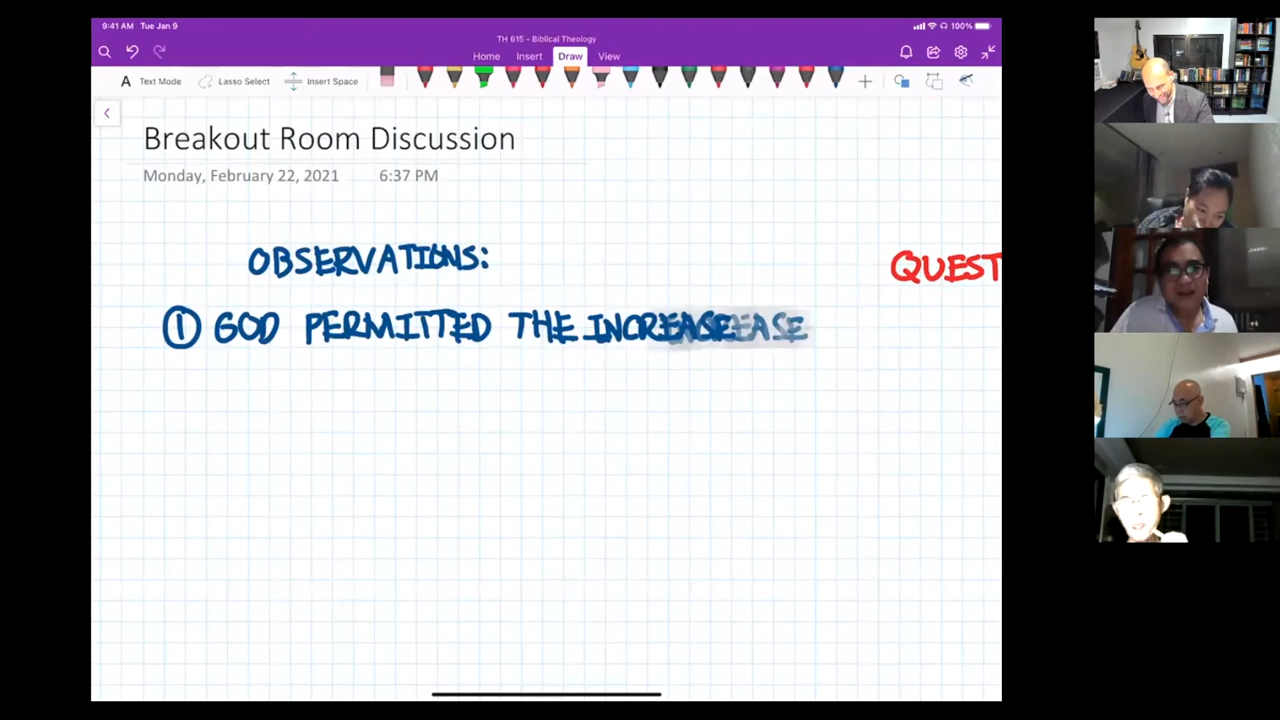 9:41 AM Tue Jan 9
100%
TH 615 - Biblical Theology
Home Insert Draw View
A Text Mode Lasso Select Insert Space
Breakout Room Discussion
Monday, February 22, 2021 6:37 PM
OBSERVATIONS:
QUEST
1 GOD PERMITTED THE INCREASE